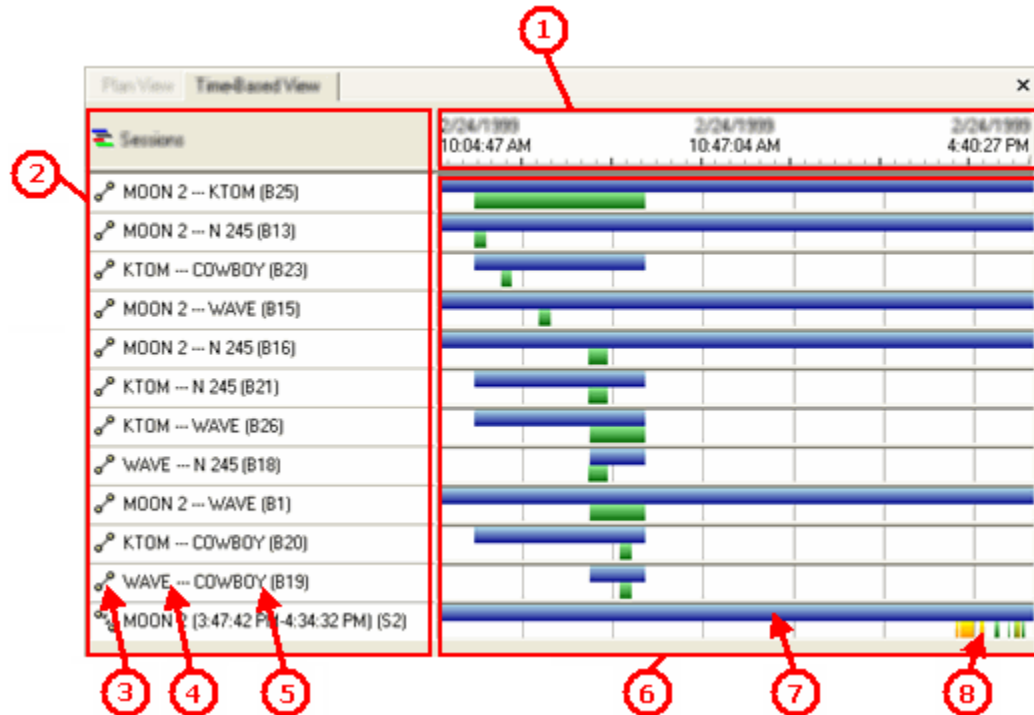 1
Plan View Time-Based View
2/24/1999 2/24/1999 2/24/1999
Sessions
10:04:47 AM 10:47:04 AM 4:40:27 PM
2
MOON 2 --- KTOM (B25)
MOON 2 --- N 245 (B13)
KTOM --- COWBOY (B23)
MOON 2 --- WAVE (B15)
MOON 2 --- N 245 (B16)
KTOM --- N 245 (B21)
KTOM --- WAVE (B26)
WAVE --- N 245 (B18)
MOON 2 --- WAVE (B1)
KTOM --- COWBOY (B20)
WAVE --- COWBOY (B19)
MOON 2 (3:47:42 PM-4:34:32 PM) (S2)
3 4 5 6 7 8